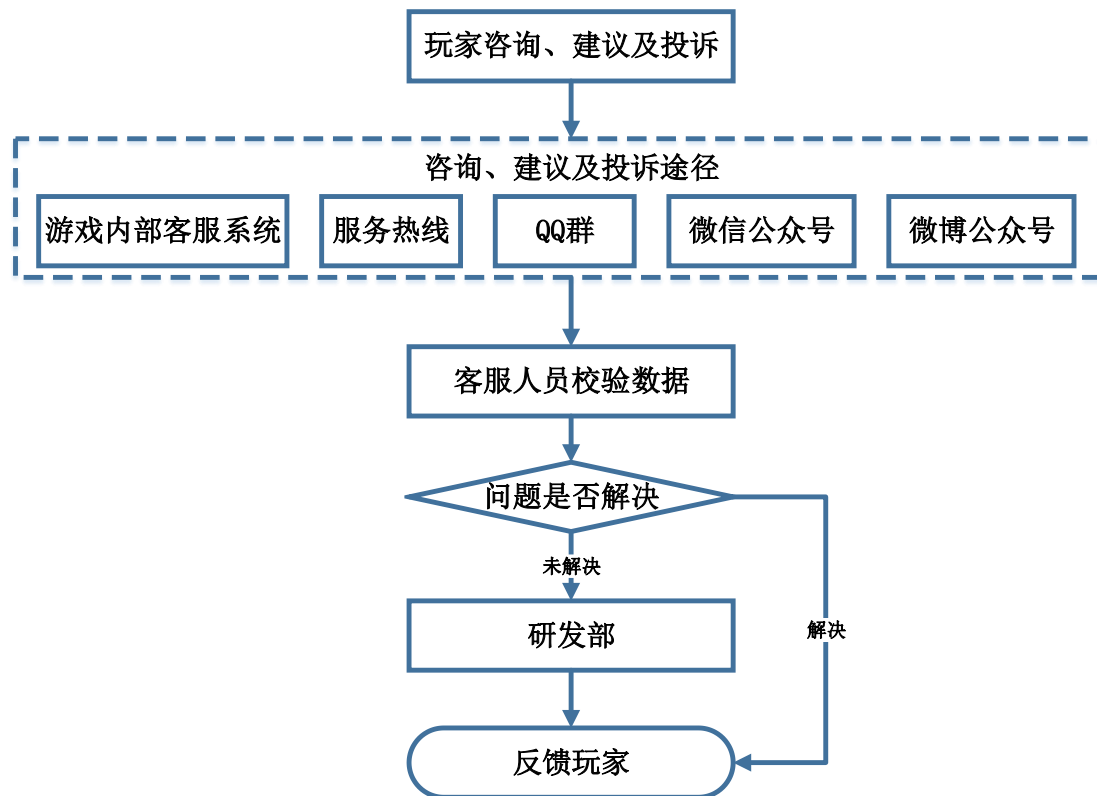 玩家咨询、建议及投诉
咨询、建议及投诉途径
游戏内部客服系统
服务热线
QQ群
微信公众号
微博公众号
客服人员校验数据
问题是否解决
未解决
研发部
解决
反馈玩家